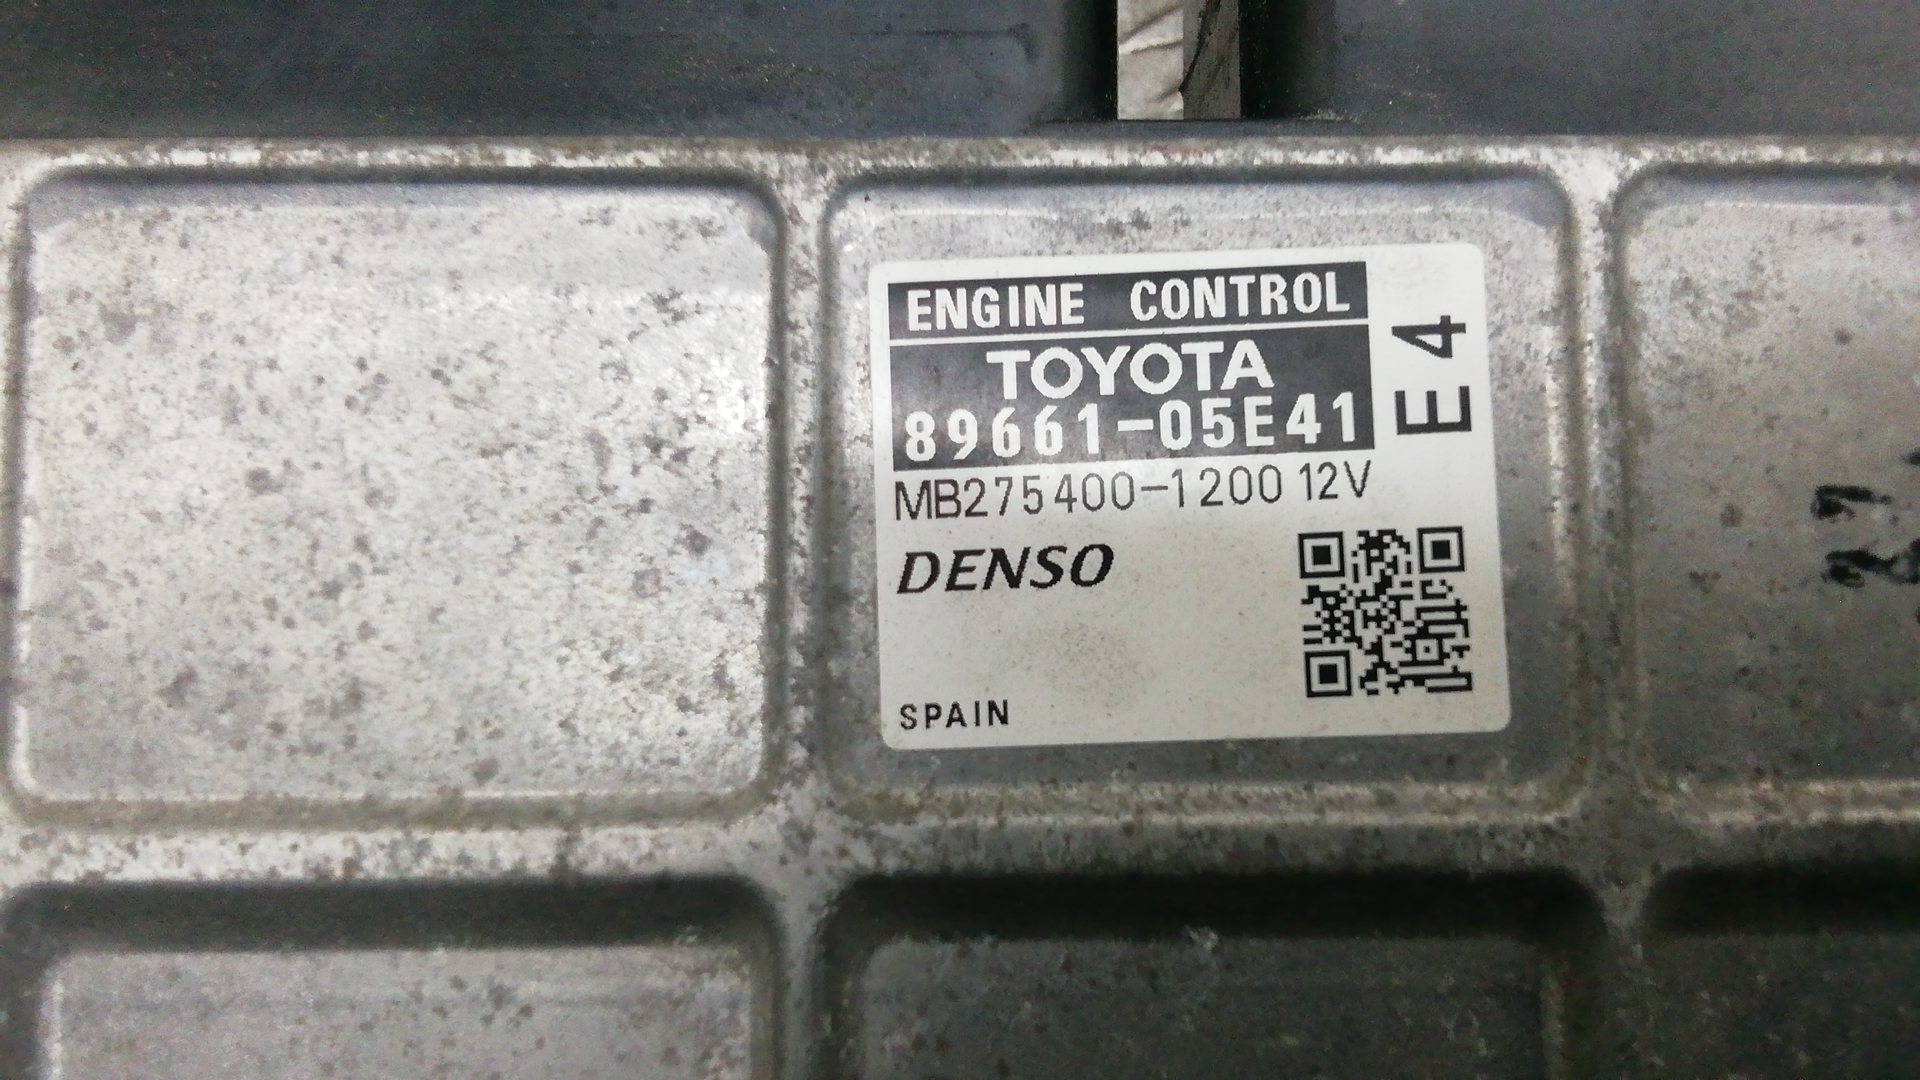 ENGINE CONTROL
TOYOTA
89661-05E41
E4
MB275400-1200 12V
DENSO
SPAIN